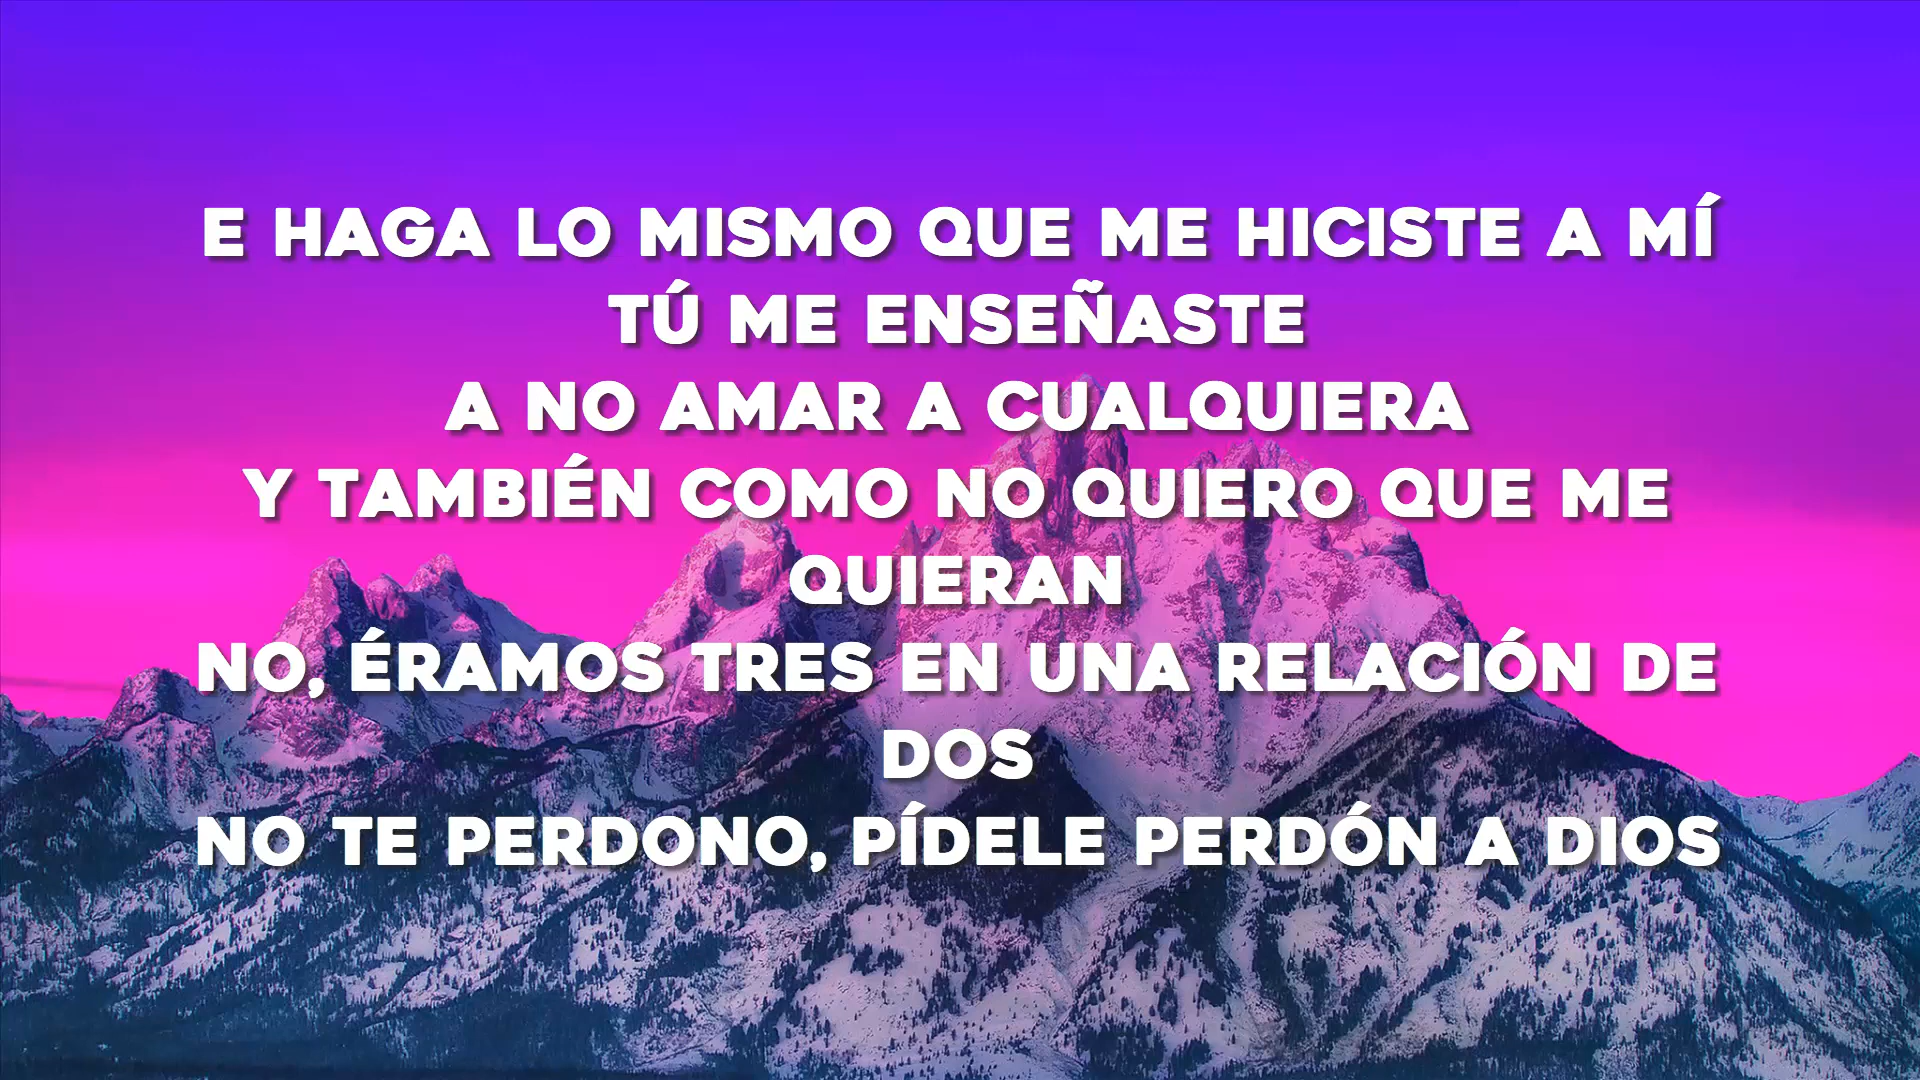 E HAGA LO MISMO QUE ME HICISTE A MÍ
TÚ ME ENSEÑASTE
A NO AMAR A CUALQUIERA
Y TAMBIÉN COMO NO QUIERO QUE ME
QUIERAN
NO, ÉRAMOS TRES EN UNA RELACIÓN DE
DOS
NO TE PERDONO, PÍDELE PERDÓN A DIOS